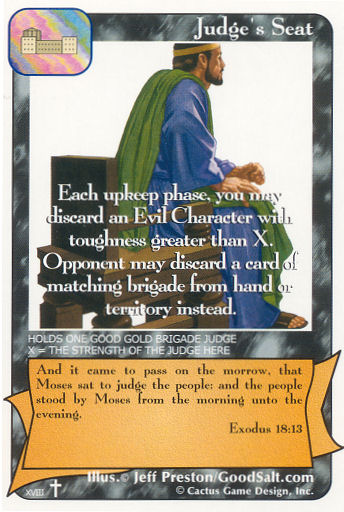 Judge's Seat
Each upkeep phase, you may
discard an Evil Character with
toughness greater than X.
Opponent may discard a card of
matching brigade from hand or
territory instead.
HOLDS ONE GOOD GOLD BRIGADE JUDGE
X = THE STRENGTH OF THE JUDGE HERE
And it came to pass on the morrow, that
Moses sat to judge the people: and the people
stood by Moses from the morning unto the
evening.
Exodus 18:13
Illus.© Jeff Preston/GoodSalt.com
XVIII © Cactus Game Design, Inc.